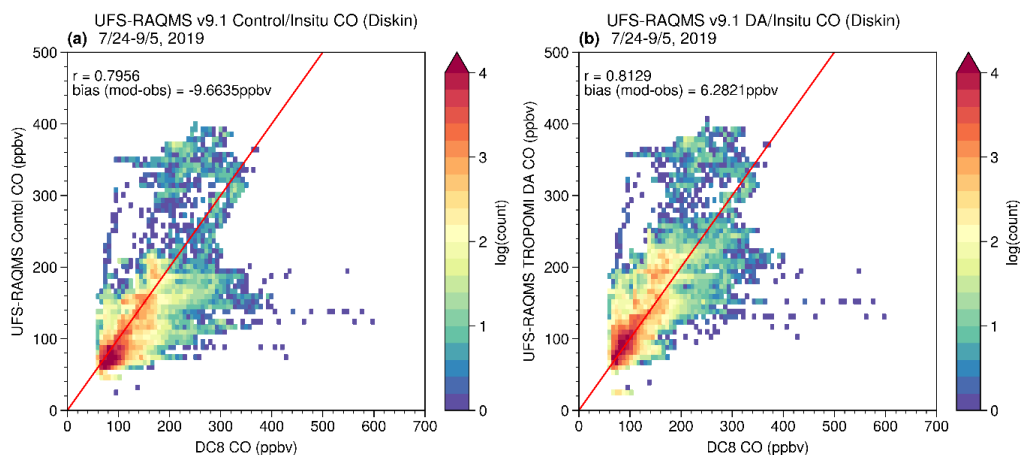 UFS-RAQMS v9.1 Control/Insitu CO (Diskin)
(a) 7/24-9/5, 2019
r = 0.7956
bias (mod-obs) = -9.6635ppbv
UFS-RAQMS Contol CO (ppbv)
500
400
300
200
100
0
0 100 200 300 400 500 600 700
DC8 CO (ppbv)
4
3
2
1
0
log(count)
UFS-RAQMS v9.1 DA/Insitu CO (Diskin)
(b) 7/24-9/5, 2019
r = 0.8129
bias (mod-obs) = 6.2821ppbv
UFS-RAQMS TROPOMI DA CO (ppbv)
500
400
300
200
100
0
0 100 200 300 400 500 600 700
DC8 CO (ppbv)
4
3
2
1
0
log(count)